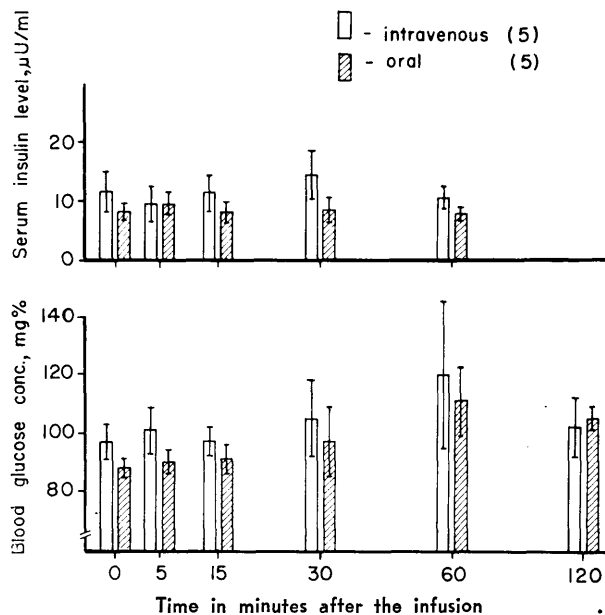 - intravenous (5)
- oral (5)
Serum insulin level, μU/ml
20
10
0
Blood glucose conc., mg%
140
120
100
80
0 5 15 30 60 120
Time in minutes after the infusion